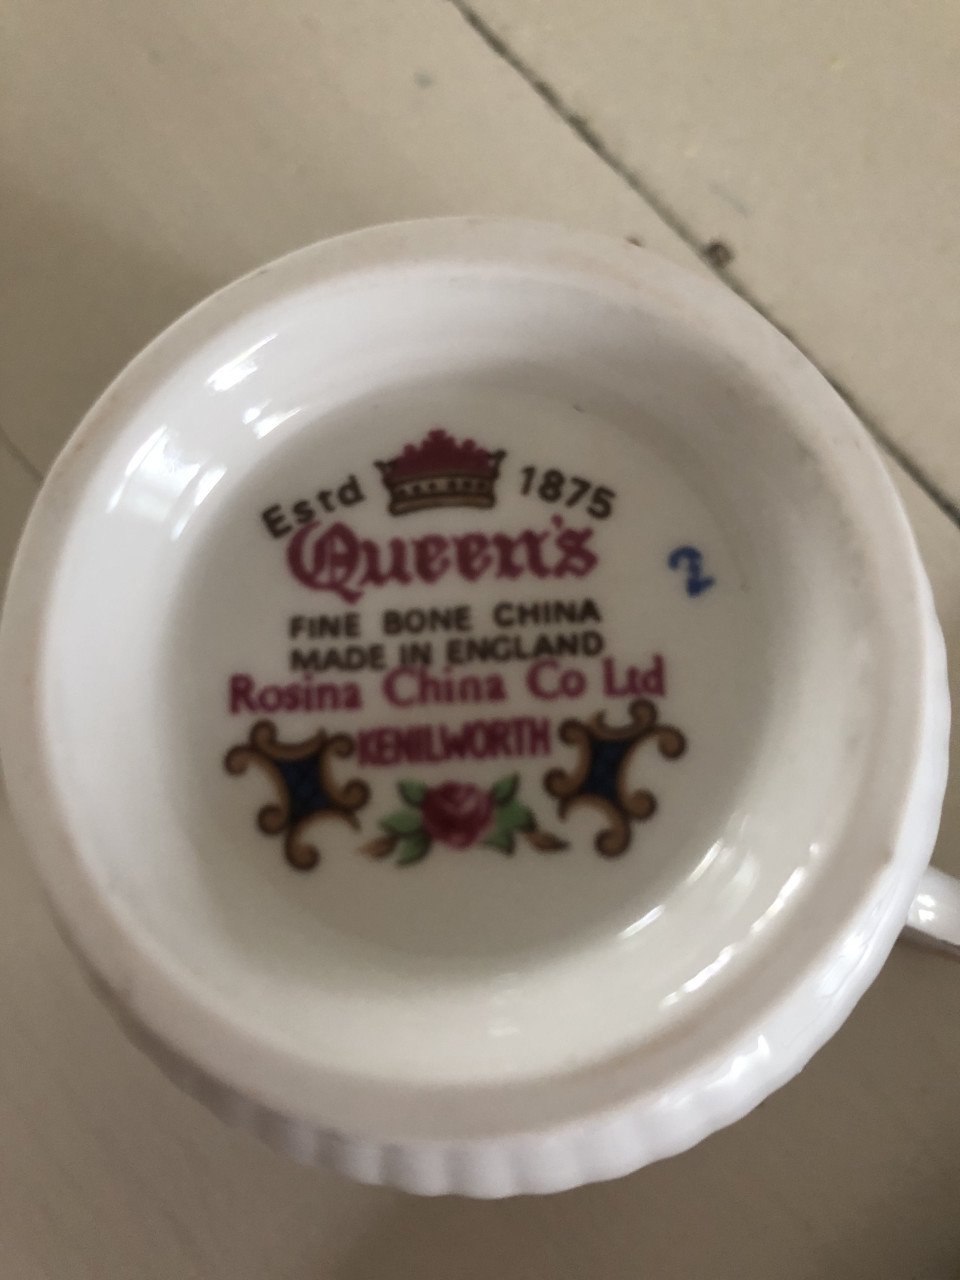 Estd 1875
Queen's
FINE BONE CHINA
MADE IN ENGLAND
Rosina China Co Ltd
KENILWORTH
2